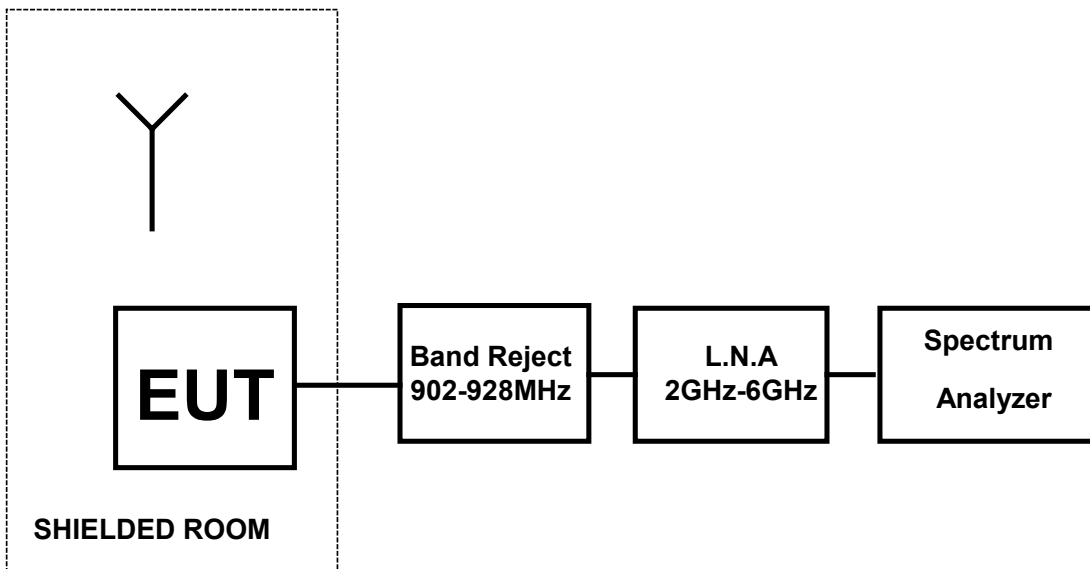 EUT
SHIELDED ROOM
Band Reject
902-928MHz
L.N.A
2GHz-6GHz
Spectrum
Analyzer